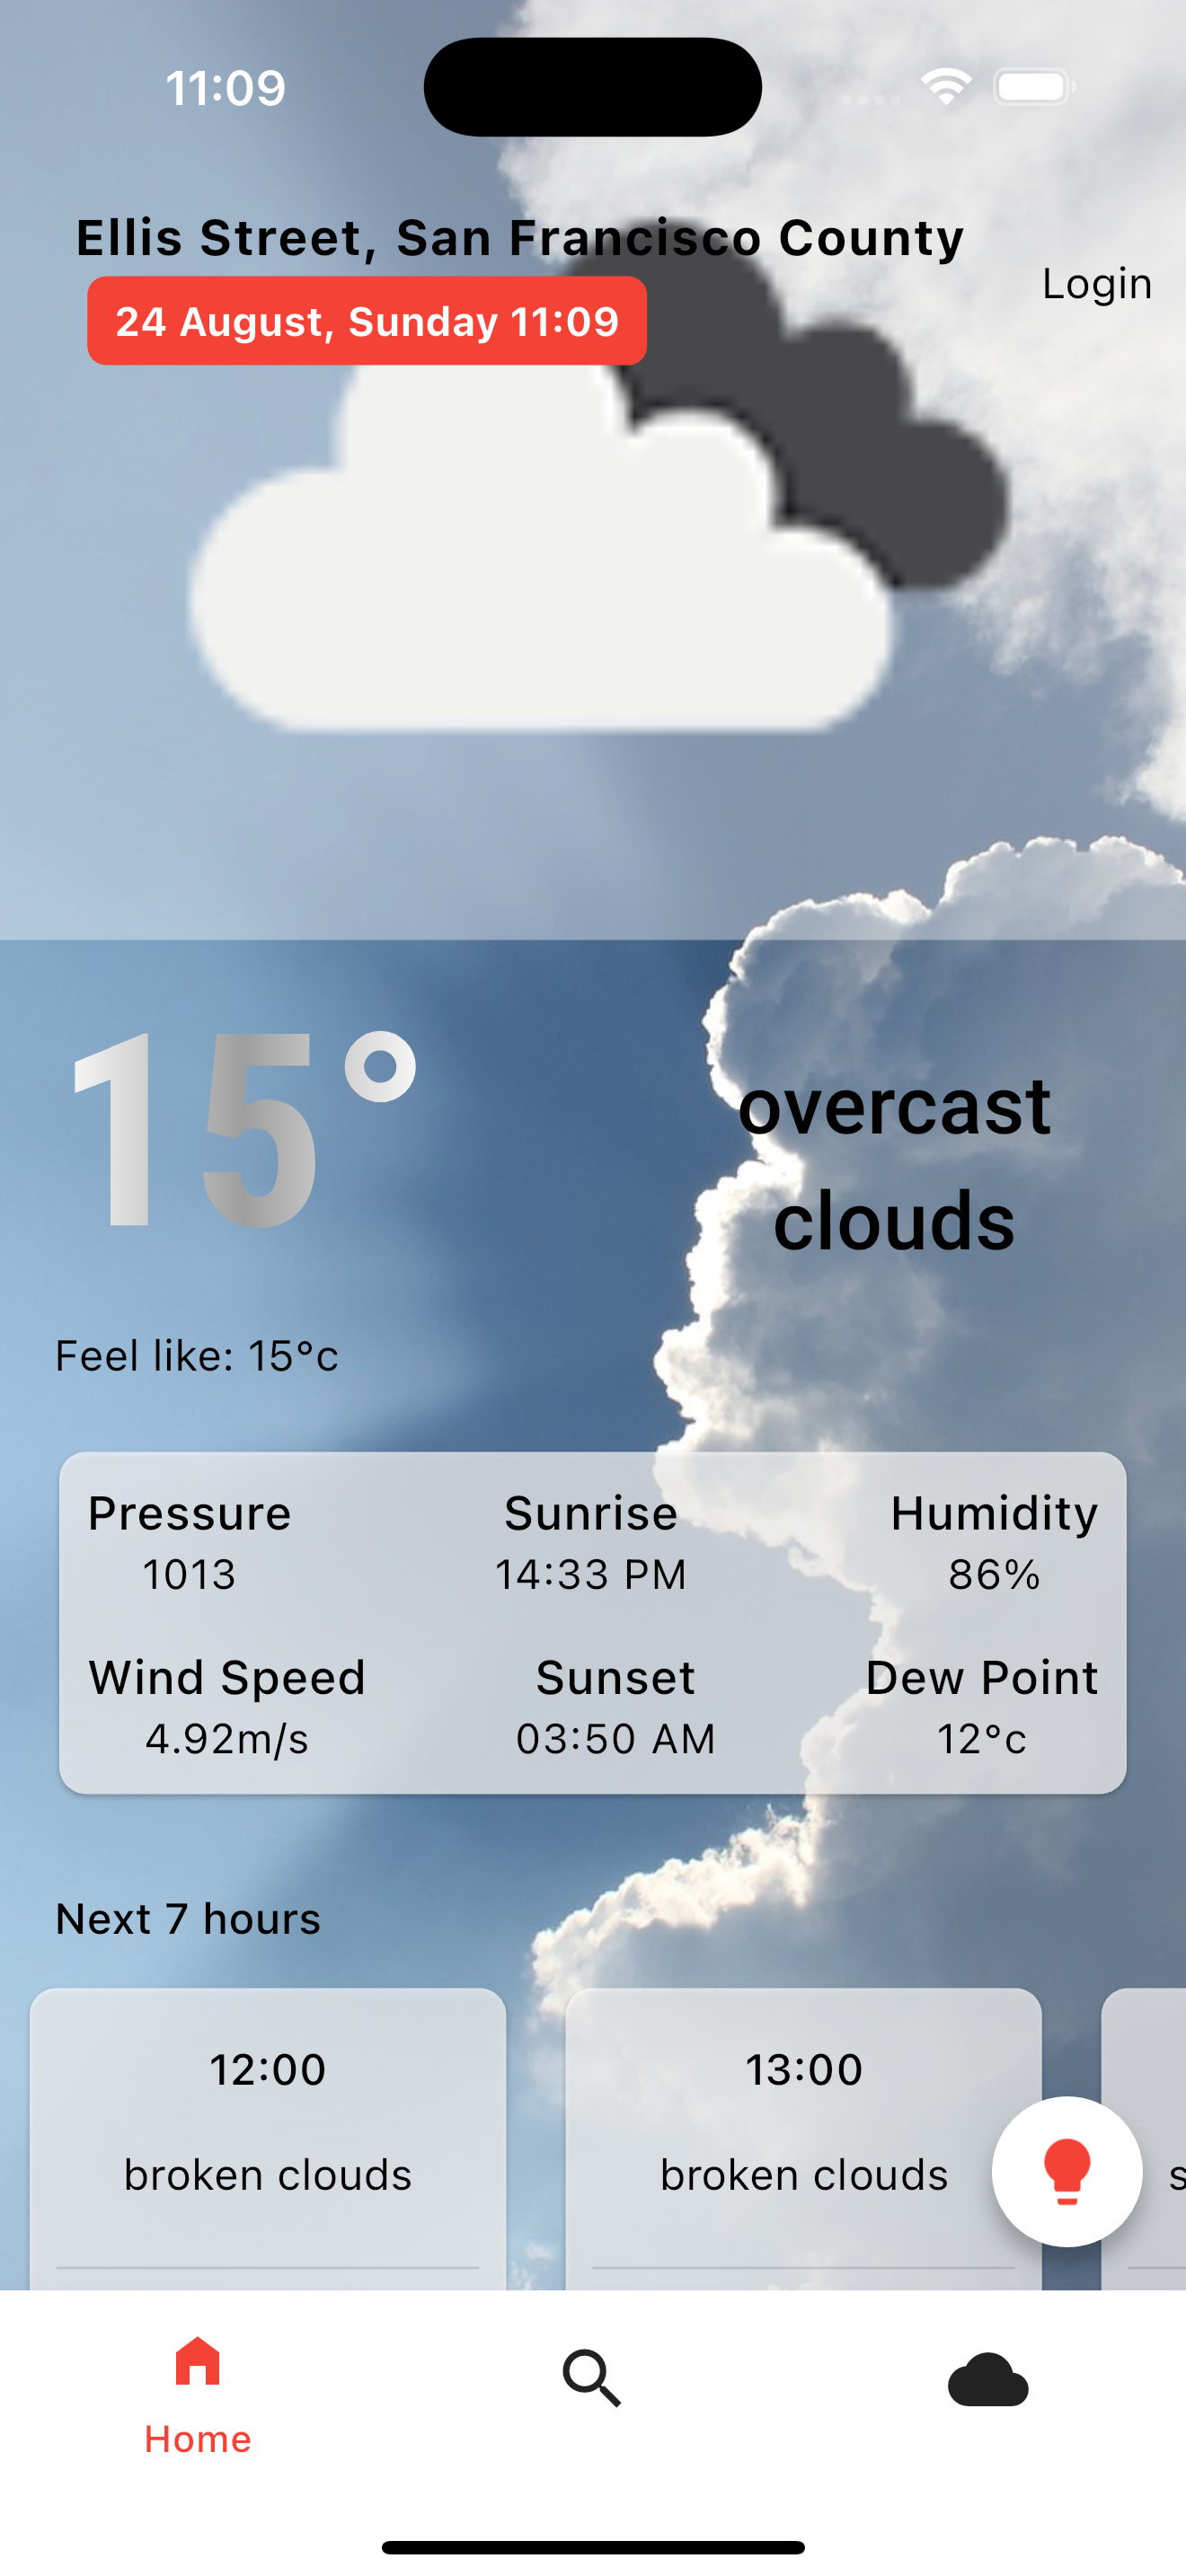 11:09
Ellis Street, San Francisco County
Login
24 August, Sunday 11:09
15°
overcast
clouds
Feel like: 15°c
Pressure
Sunrise
Humidity
1013
14:33 PM
86%
Wind Speed
Sunset
Dew Point
4.92m/s
03:50 AM
12°c
Next 7 hours
12:00
13:00
broken clouds
broken clouds
s
Home